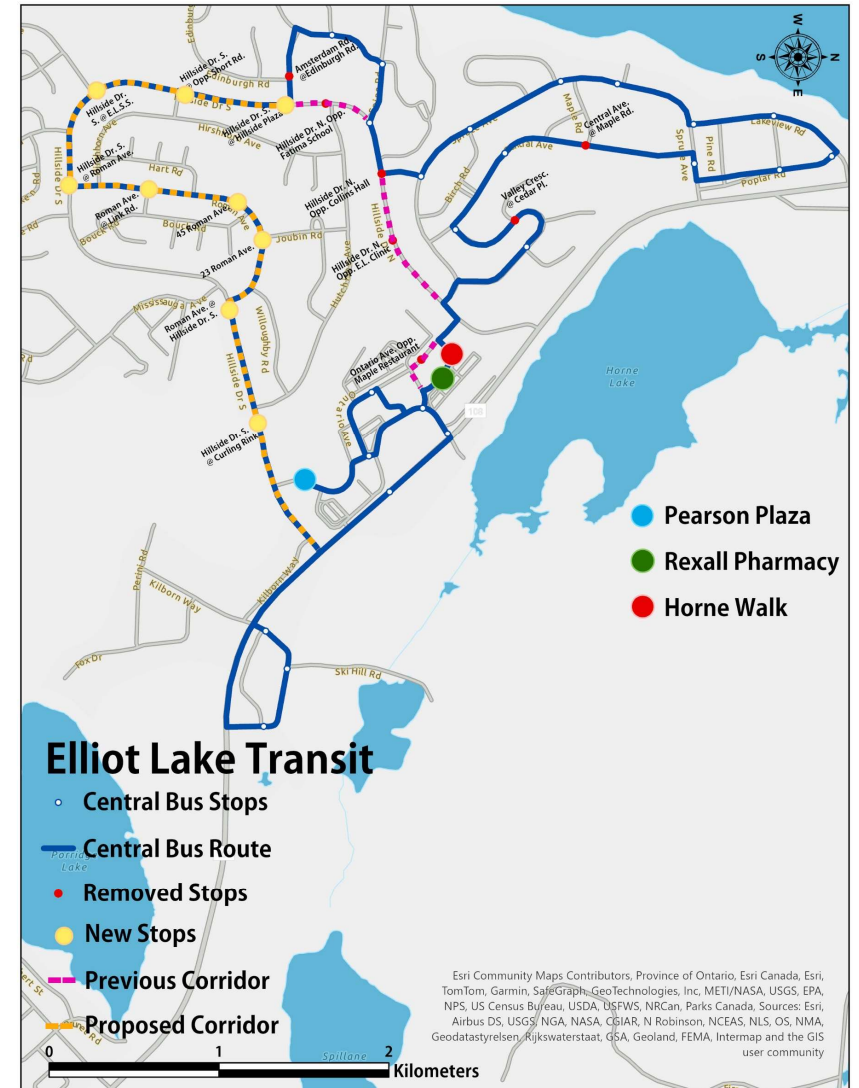 W
S
N
E
Edinburgh Rd
Amsterdam Rd.
@Edinburgh Rd.
Hillside Dr. S.
@ Opp. Short Rd.
Hillside Dr.
S. @ E.L.S.S.
Hillside Dr. S.
@ Hillside Plaza
Hillside Dr. N. Opp.
Fatima School
Hillside Dr. S.
@ Roman Ave.
Hillside Dr S
Hart Rd
Roman Ave.
@ Link Rd.
45 Roman Ave.
Roman Ave
23 Roman Ave.
Joubin Rd
Hillside Dr. N.
Opp. Collins Hall
Hillside Dr N
Hillside Dr. N.
Opp. E.L. Clinic
Maple Rd
Central Ave.
@ Maple Rd.
Spruce Ave
Pine Rd
Lakeview Rd
Poplar Rd
Birch Rd
Valley Cresc.
@ Cedar Pl.
Mississauga Ave
Roman Ave. @
Hillside Dr. S.
Willoughby Rd
Hillside Dr S
Ontario Ave. Opp.
Maple Restaurant
Ontario Ave
Hillside Dr. S.
@ Curling Rink
108
Horne
Lake
Pearson Plaza
Rexall Pharmacy
Horne Walk
Perini Rd
Kilborn Way
Kilborn Way
Fox Dr
Ski Hill Rd
Elliot Lake Transit
Central Bus Stops
Central Bus Route
Lake
Removed Stops
New Stops
Previous Corridor
Proposed Corridor
0 1 2
Kilometers
Spillane
Esri Community Maps Contributors, Province of Ontario, Esri Canada, Esri,
TomTom, Garmin, SafeGraph, GeoTechnologies, Inc, METI/NASA, USGS, EPA,
NPS, US Census Bureau, USDA, USFWS, NRCan, Parks Canada, Sources: Esri,
Airbus DS, USGS, NGA, NASA, CGIAR, N Robinson, NCEAS, NLS, OS, NMA,
Geodatastyrelsen, Rijkswaterstaat, GSA, Geoland, FEMA, Intermap and the GIS
user community